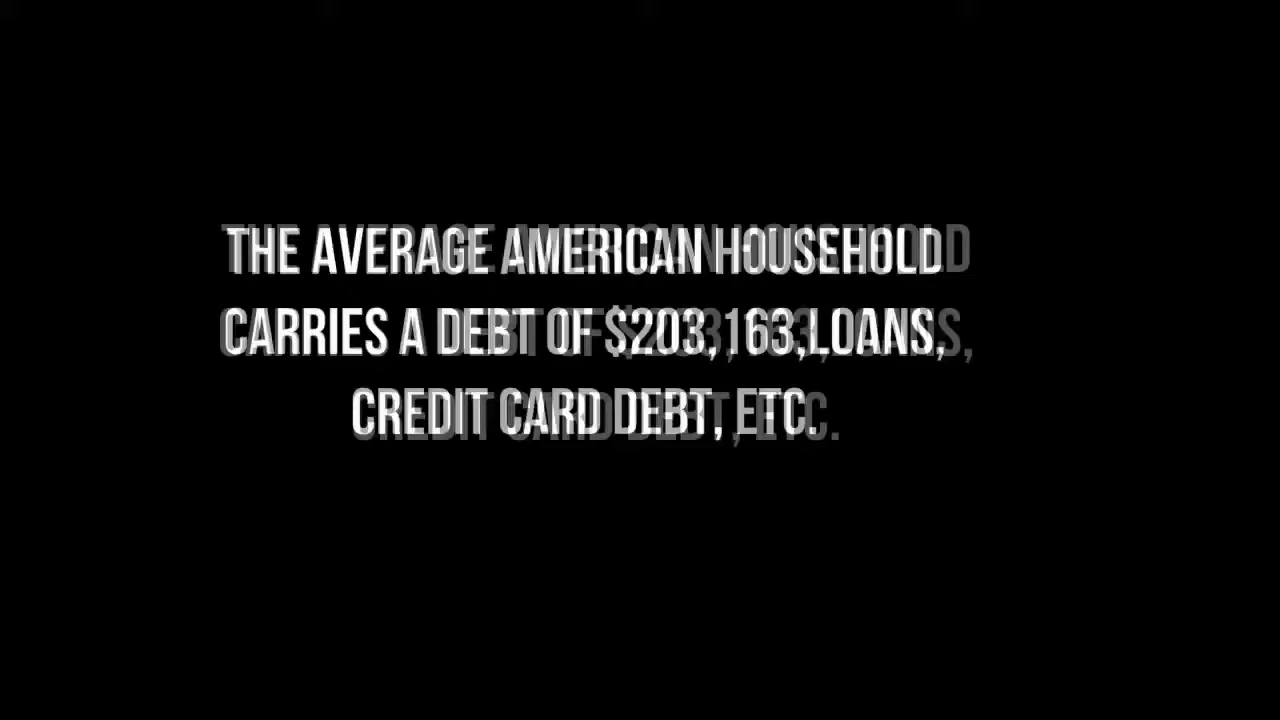 THE AVERAGE AMERICAN HOUSEHOLD
CARRIES A DEBT OF $203,163,LOANS,
CREDIT CARD DEBT, ETC.